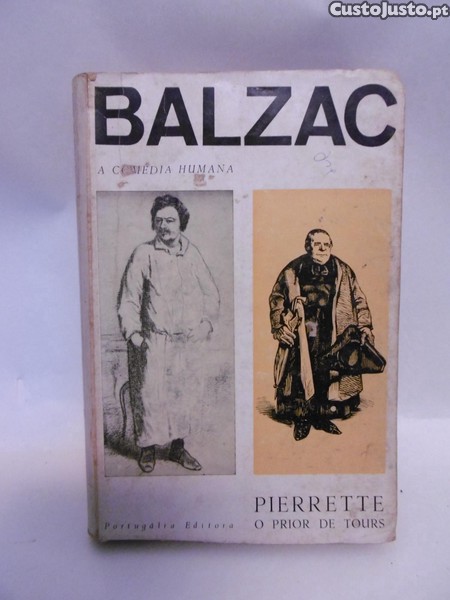 CustoJusto.pt
BALZAC
A COMÉDIA HUMANA
PIERRETTE
O PRIOR DE TOURS
Portugália Editora